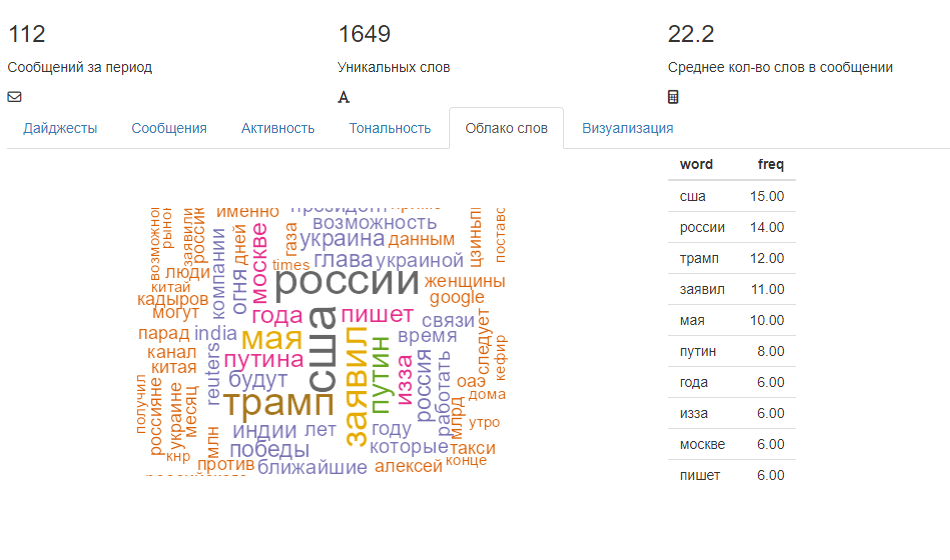 112 1649 22.2
Сообщений за период Уникальных слов Среднее кол-во слов в сообщении
Дайджесты Сообщения Активность Тональность Облако слов Визуализация
word freq
сша 15.00
россии 14.00
трамп 12.00
заявил 11.00
мая 10.00
путин 8.00
года 6.00
изза 6.00
москве 6.00
пишет 6.00
именно
возможность
украина
данным
газа
дней
москве
компании
россик
рынок
заявили
цзиньпи
times
глава
украиной
люди
китай
кадыров
могут
огня
россии
женщины
google
года
сша
пишет
связи
время
парад
india
мая
канал
китая
путина
reuters
будут
заявил
путин
изза
россия
работать
следует
кефир
оаэ
дома
получил
россияне
украине
месяц
трамп
млрд
утро
кнр
млн
индии
лет
году
победы
которые
такси
против
ближайшие
алексей
конце